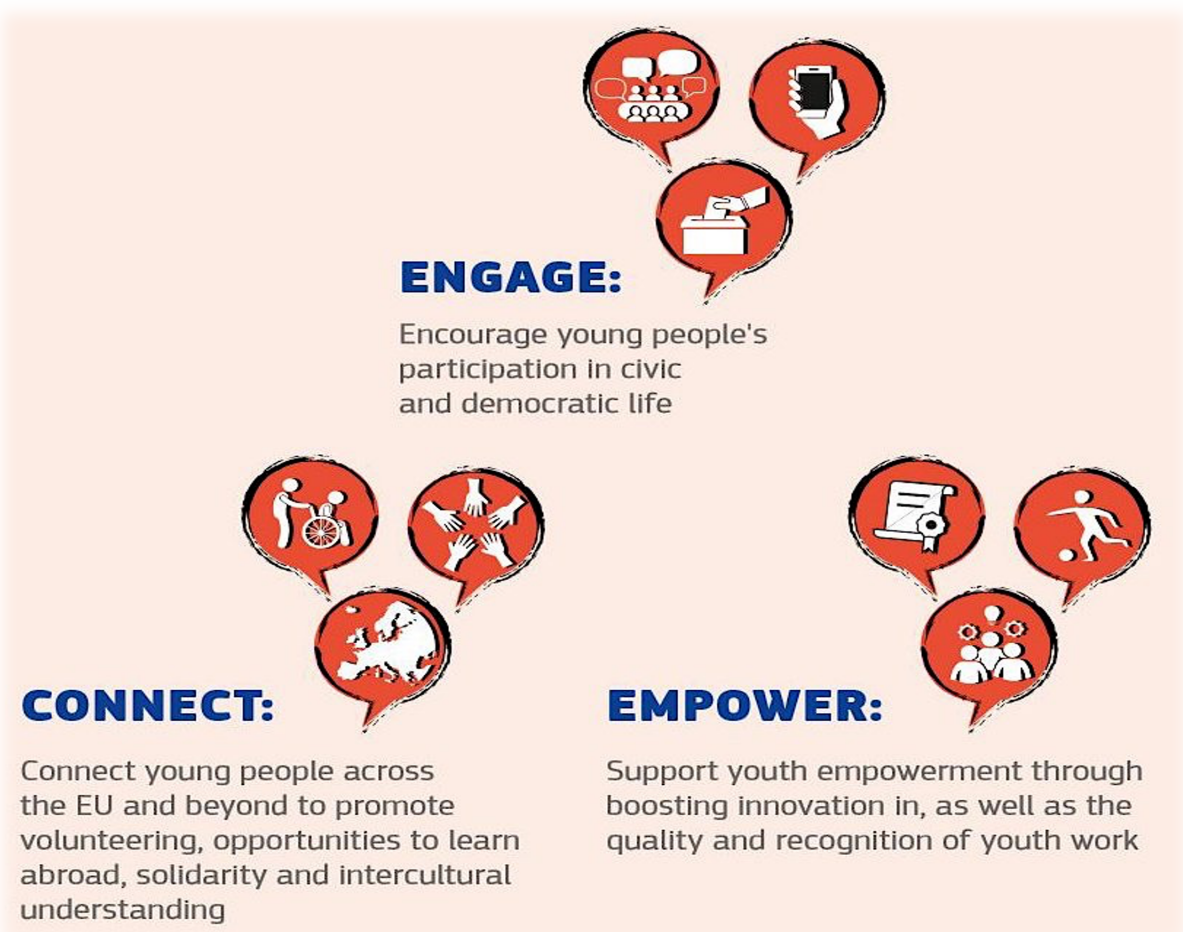 ENGAGE:
Encourage young people's
participation in civic
and democratic life
CONNECT:
Connect young people across
the EU and beyond to promote
volunteering, opportunities to learn
abroad, solidarity and intercultural
understanding
EMPOWER:
Support youth empowerment through
boosting innovation in, as well as the
quality and recognition of youth work